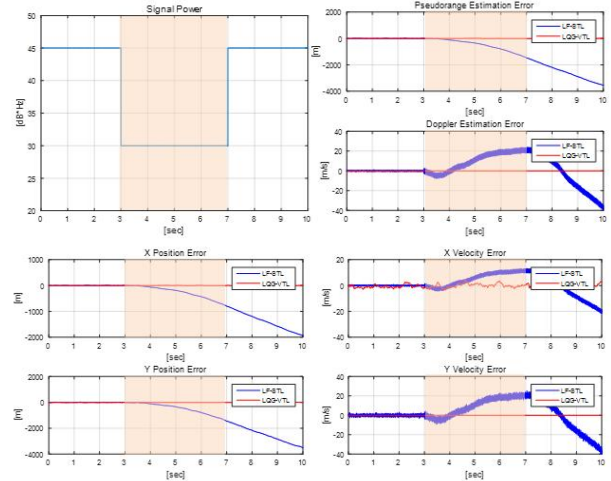 Signal Power
50
45
40
35
30
25
20
[dB*Hz]
0 1 2 3 4 5 6 7 8 9 10
[sec]
Pseudorange Estimation Error
2000
0
-2000
-4000
[m]
LF-STL
LQG-VTL
0 1 2 3 4 5 6 7 8 9 10
[sec]
Doppler Estimation Error
40
20
0
-20
-40
[m/s]
LF-STL
LQG-VTL
0 1 2 3 4 5 6 7 8 9 10
[sec]
X Position Error
1000
0
-1000
-2000
[m]
LF-STL
LQG-VTL
0 1 2 3 4 5 6 7 8 9 10
[sec]
X Velocity Error
20
0
-20
-40
[m/s]
LF-STL
LQG-VTL
0 1 2 3 4 5 6 7 8 9 10
[sec]
Y Position Error
2000
0
-2000
-4000
[m]
LF-STL
LQG-VTL
0 1 2 3 4 5 6 7 8 9 10
[sec]
Y Velocity Error
40
20
0
-20
-40
[m/s]
LF-STL
LQG-VTL
0 1 2 3 4 5 6 7 8 9 10
[sec]